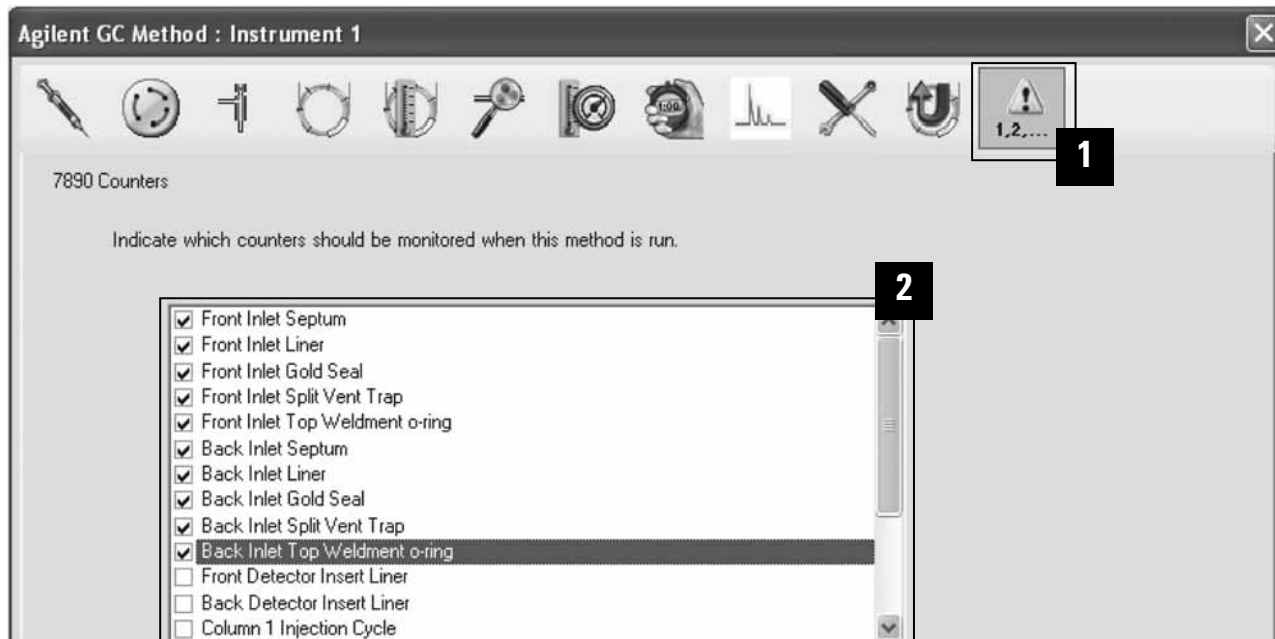 Agilent GC Method : Instrument 1
1:00
1,2,...
1
7890 Counters
Indicate which counters should be monitored when this method is run.
2
Front Inlet Septum
Front Inlet Liner
Front Inlet Gold Seal
Front Inlet Split Vent Trap
Front Inlet Top Weldment o-ring
Back Inlet Septum
Back Inlet Liner
Back Inlet Gold Seal
Back Inlet Split Vent Trap
Back Inlet Top Weldment o-ring
Front Detector Insert Liner
Back Detector Insert Liner
Column 1 Injection Cycle